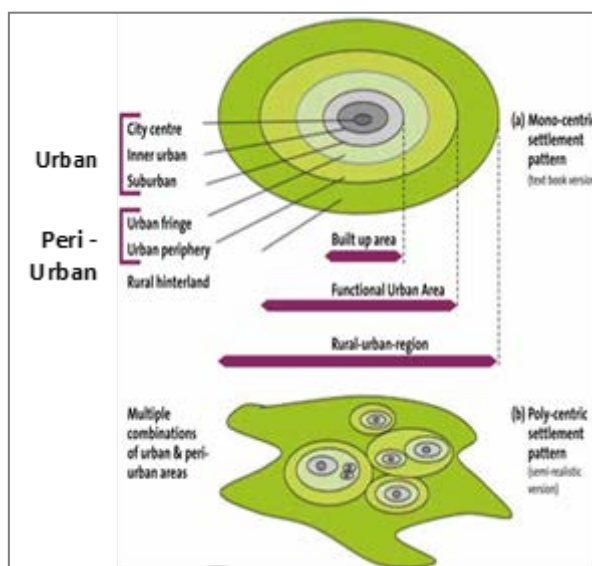 Urban
City centre
Inner urban
Suburban
Peri -
Urban
Urban fringe
Urban periphery
Rural hinterland
(a) Mono-centric
settlement
pattern
(text book version)
Built up area
Functional Urban Area
Rural-urban-region
Multiple
combinations
of urban & peri-
urban areas
(b) Poly-centric
settlement
pattern
(semi-realistic
version)